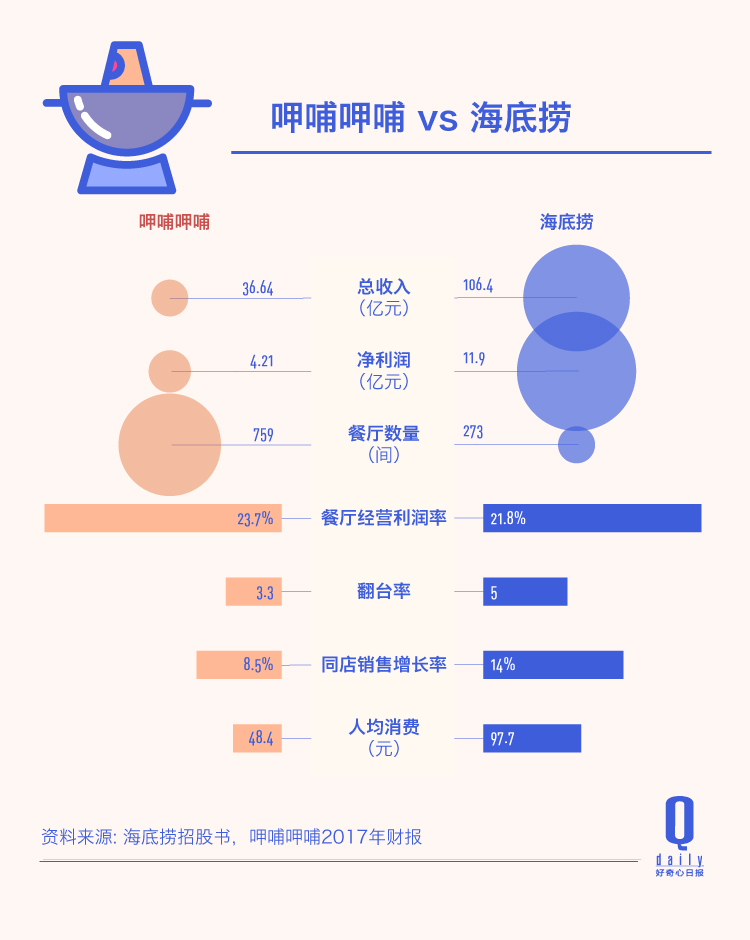 呷哺呷哺 vs 海底捞
呷哺呷哺
海底捞
36.64
总收入
（亿元）
106.4
4.21
净利润
（亿元）
11.9
759
餐厅数量
（间）
273
23.7%
餐厅经营利润率
21.8%
3.3
翻台率
5
8.5%
同店销售增长率
14%
48.4
人均消费
（元）
97.7
资料来源: 海底捞招股书，呷哺呷哺2017年财报
Q
daily
好奇心日报